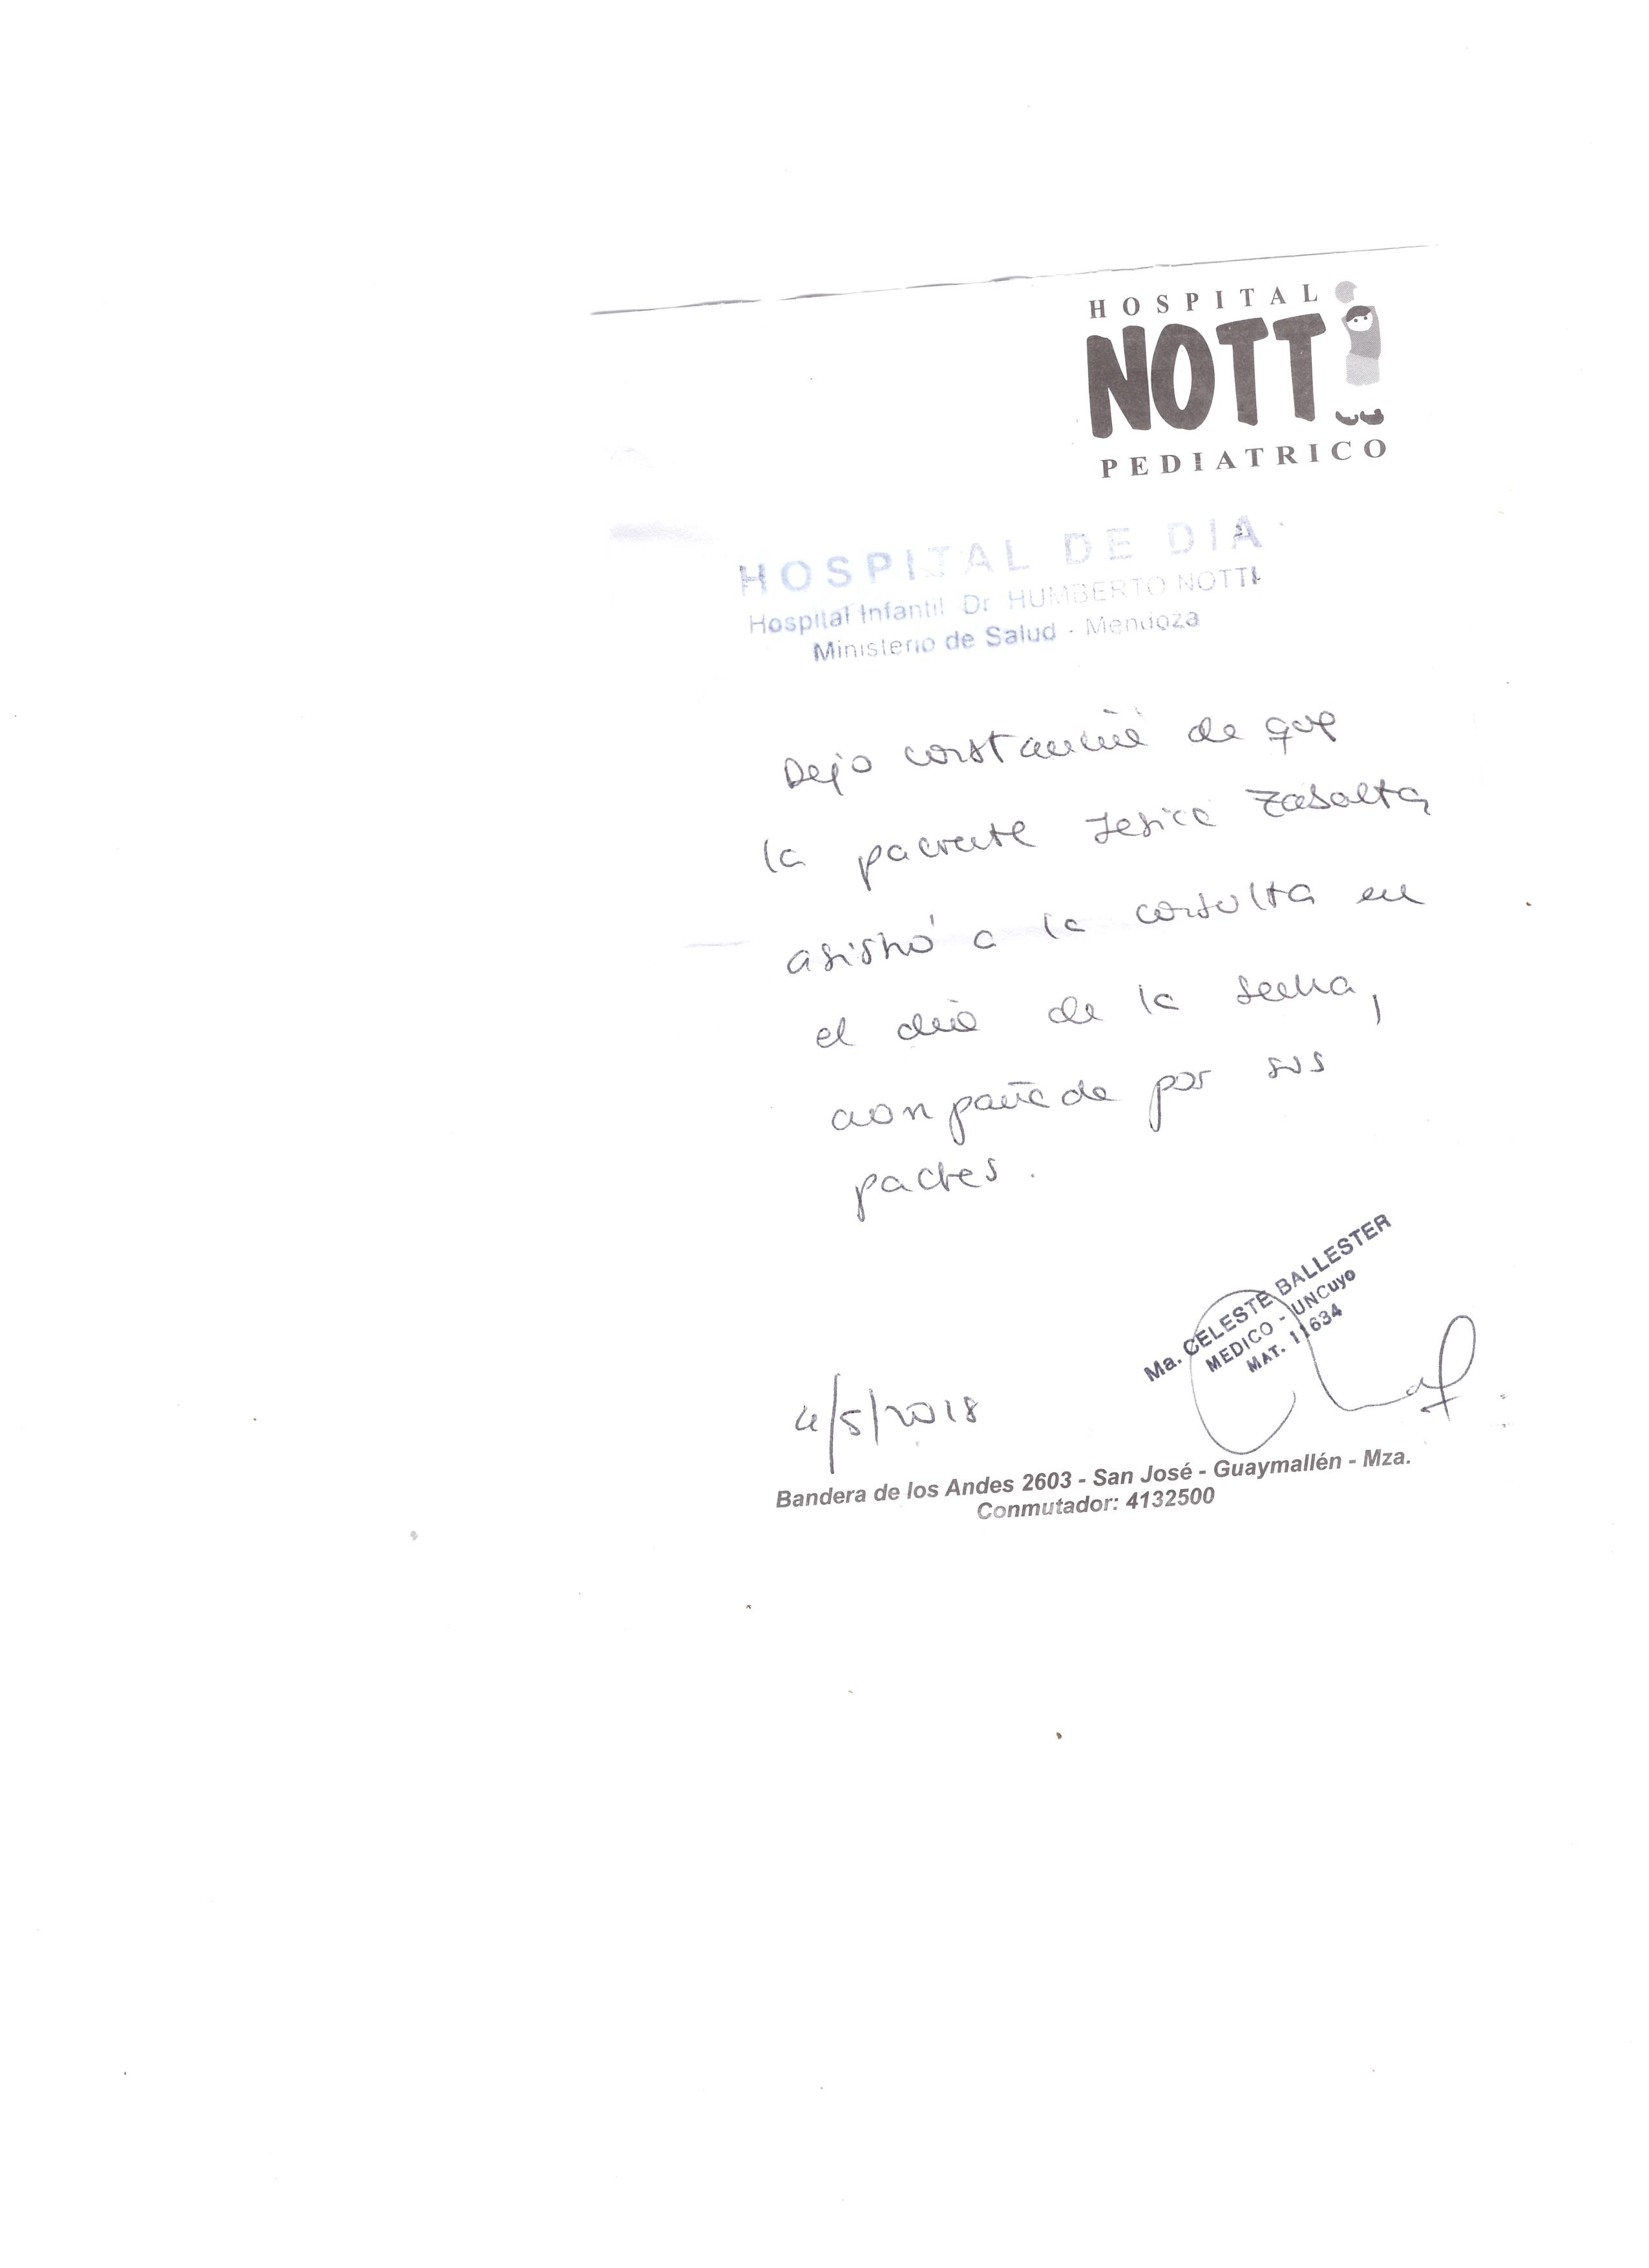 HOSPITAL
NOTTI
PEDIATRICO
HOSPITAL DE DIA
Hospital Infantil Dr HUMBERTO NOTTI
Ministerio de Salud - Mendoza
Dejo constancia de que
la paciente Jesica Zasalta
asistió a la consulta en
el día de la fecha,
acompañada por sus
padres.
Ma. CELESTE BALLESTER
MEDICO - UNCuyo
MAT. 11634
4/5/2018
Bandera de los Andes 2603 - San José - Guaymallén - Mza.
Conmutador: 4132500